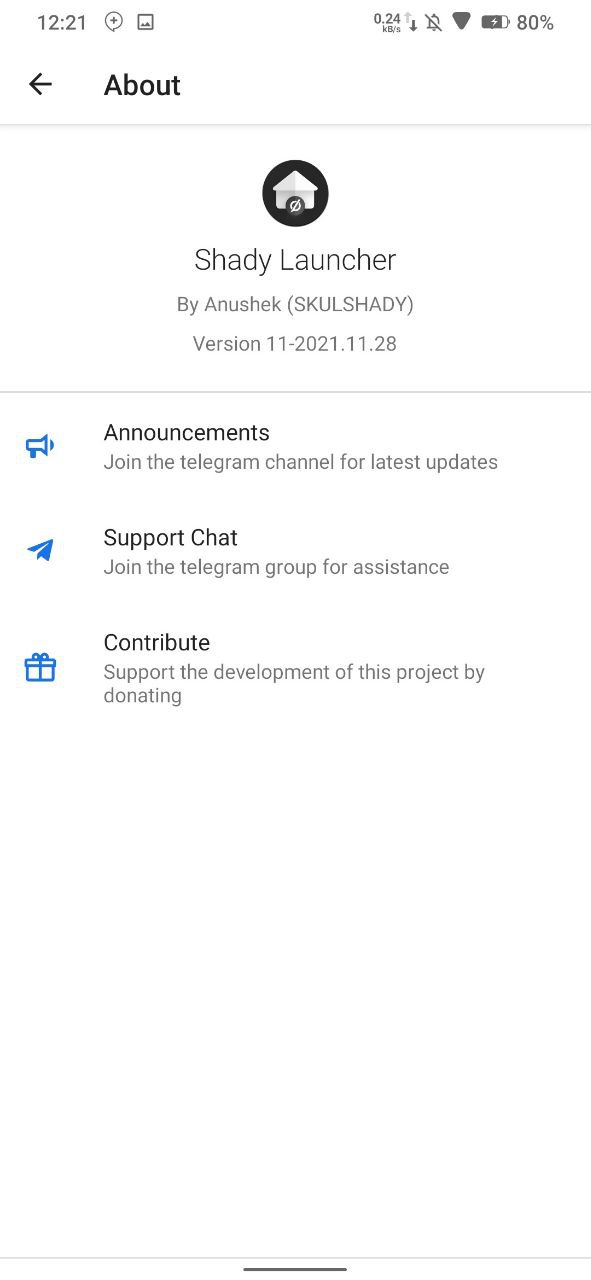 12:21 0.24 kB/s 80%
About
Shady Launcher
By Anushek (SKULSHADY)
Version 11-2021.11.28
Announcements
Join the telegram channel for latest updates
Support Chat
Join the telegram group for assistance
Contribute
Support the development of this project by
donating